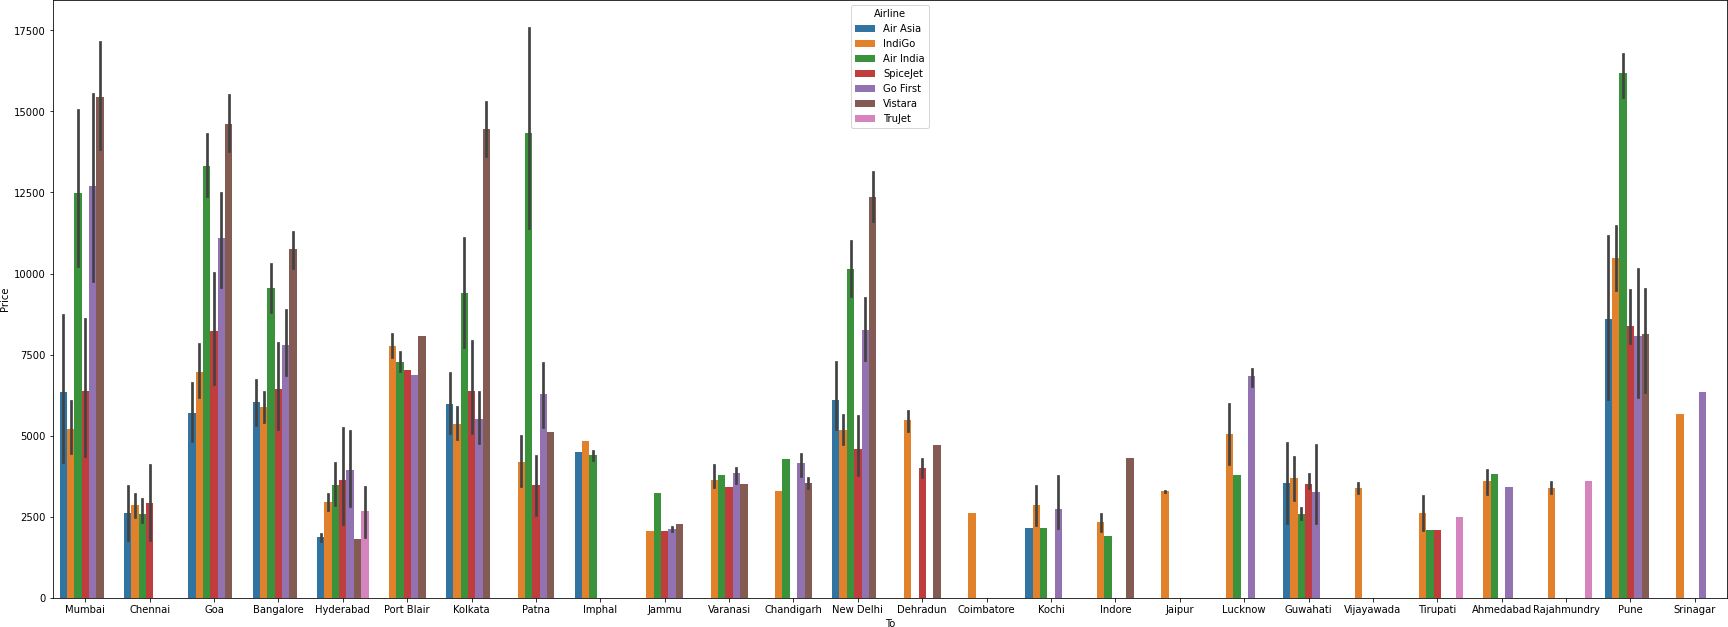 Airline
Air Asia
IndiGo
Air India
SpiceJet
Go First
Vistara
TruJet
17500
15000
12500
10000
7500
5000
2500
0
Price
Mumbai Chennai Goa Bangalore Hyderabad Port Blair Kolkata Patna Imphal Jammu Varanasi Chandigarh New Delhi Dehradun Coimbatore Kochi Indore Jaipur Lucknow Guwahati Vijayawada Tirupati Ahmedabad Rajahmundry Pune Srinagar
To